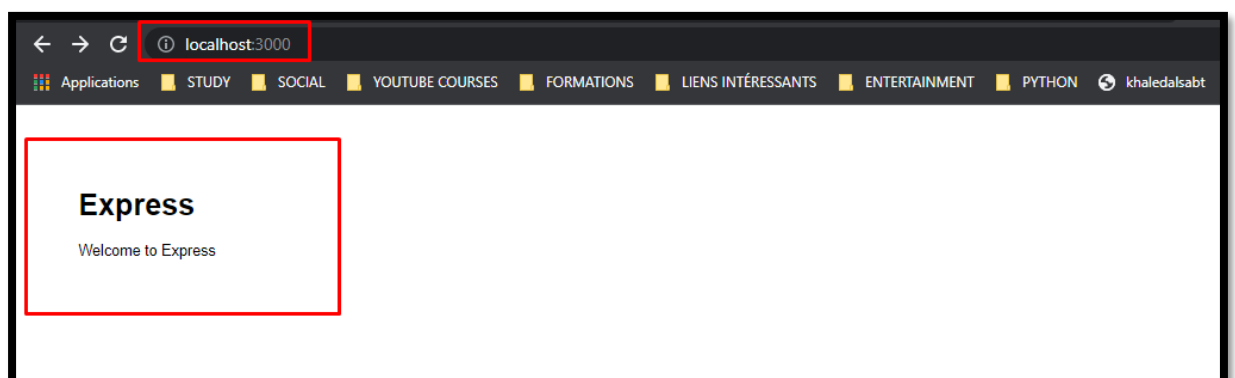 localhost:3000
Applications STUDY SOCIAL YOUTUBE COURSES FORMATIONS LIENS INTÉRESSANTS ENTERTAINMENT PYTHON khaledalsabt
Express
Welcome to Express